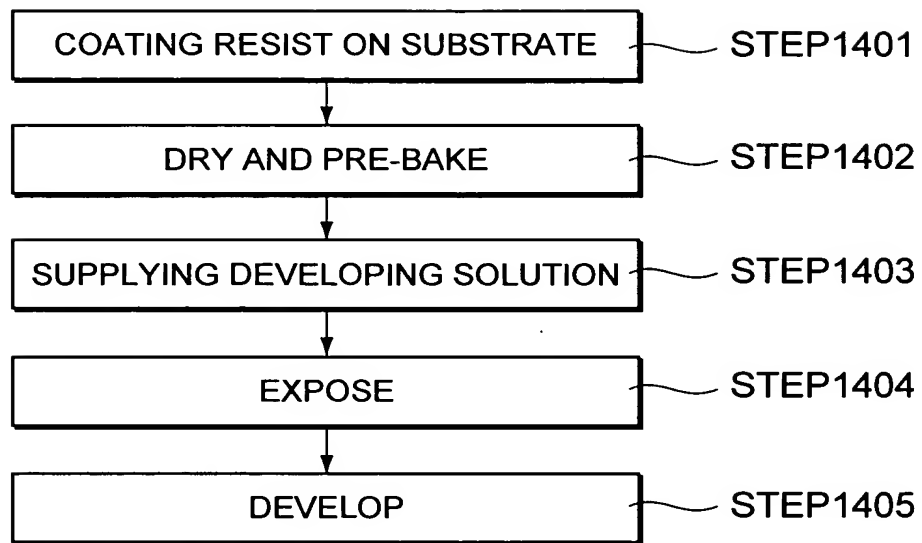 COATING RESIST ON SUBSTRATE STEP1401
DRY AND PRE-BAKE STEP1402
SUPPLYING DEVELOPING SOLUTION STEP1403
EXPOSE STEP1404
DEVELOP STEP1405